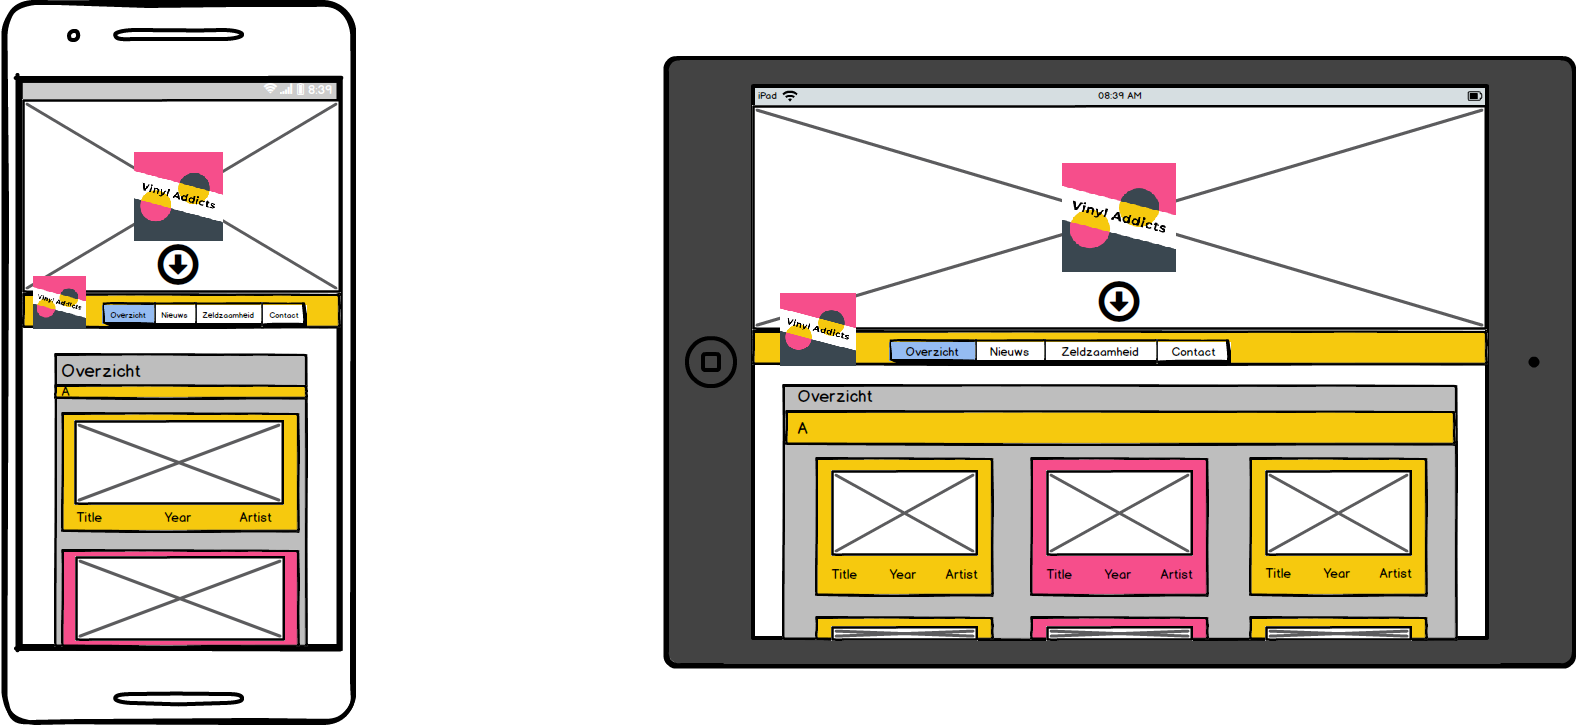 8:39
Vinyl Addicts
Vinyl Addicts
Overzicht Nieuws Zeldzaamheid Contact
Overzicht
A
Title Year Artist
iPad 08:39 AM
Vinyl Addicts
Vinyl Addicts
Overzicht Nieuws Zeldzaamheid Contact
Overzicht
A
Title Year Artist Title Year Artist Title Year Artist